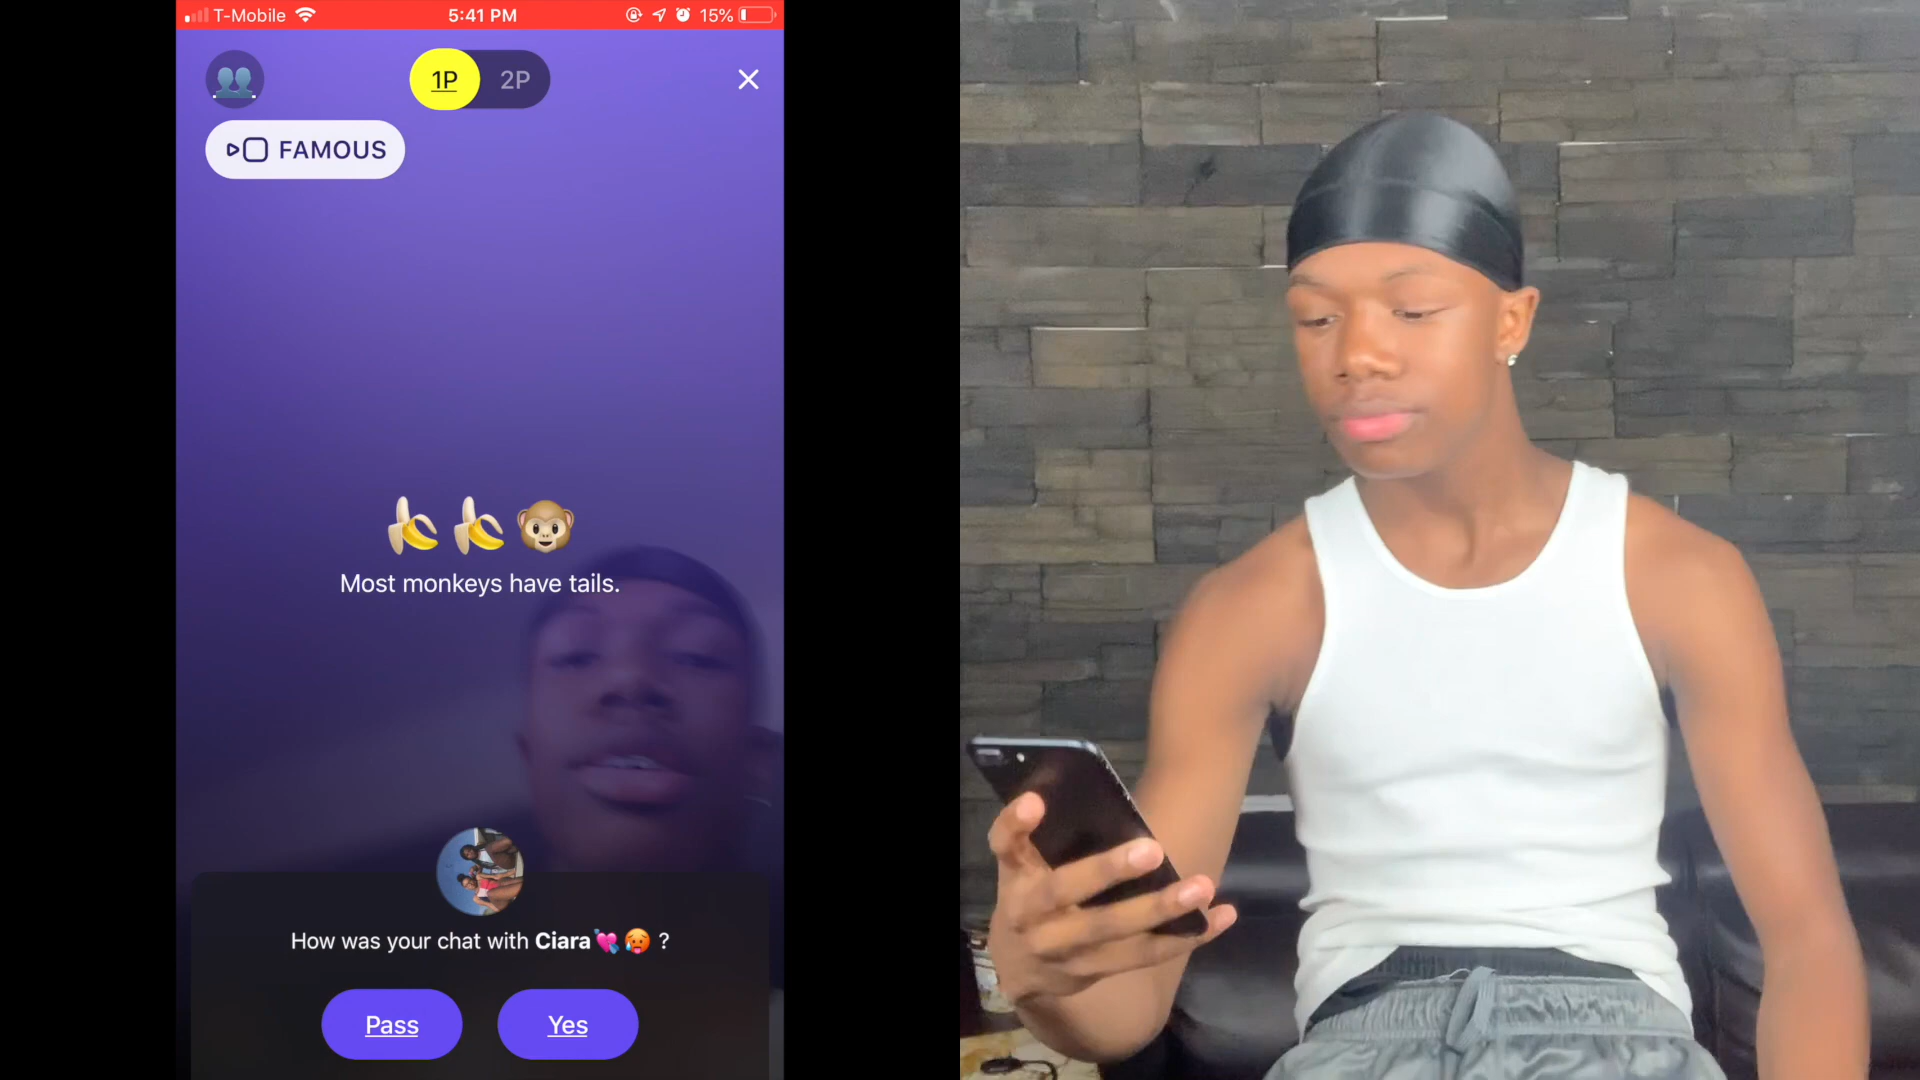 T-Mobile 5:41 PM 15%
1P 2P
FAMOUS
Most monkeys have tails.
How was your chat with Ciara💘🥵 ?
Pass Yes